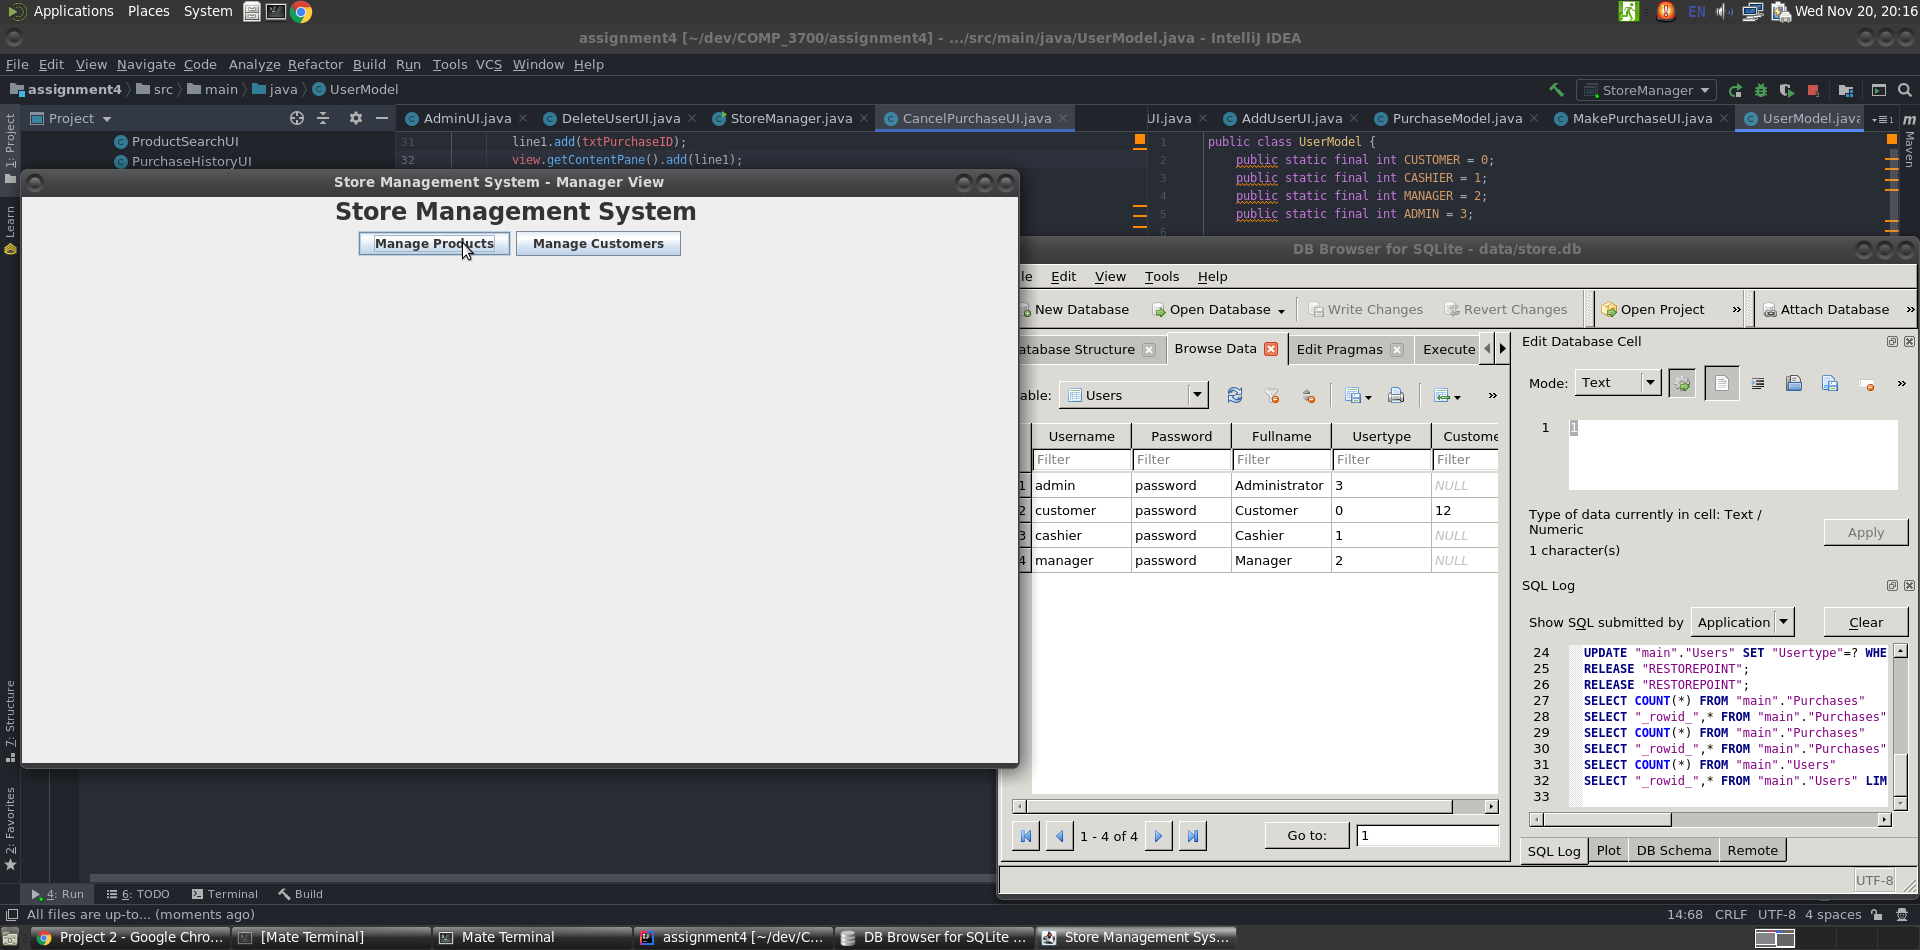 Applications Places System EN Wed Nov 20, 20:16
assignment4 [~/dev/COMP_3700/assignment4] - .../src/main/java/UserModel.java - IntelliJ IDEA
File Edit View Navigate Code Analyze Refactor Build Run Tools VCS Window Help
assignment4 src main java UserModel StoreManager
Project AdminUI.java DeleteUserUI.java StoreManager.java CancelPurchaseUI.java UI.java AddUserUI.java PurchaseModel.java MakePurchaseUI.java UserModel.java
1: Project
Learn
7: Structure
2: Favorites
Maven
ProductSearchUI
PurchaseHistoryUI
31 line1.add(txtPurchaseID);
32 view.getContentPane().add(line1);
1 public class UserModel {
2 public static final int CUSTOMER = 0;
3 public static final int CASHIER = 1;
4 public static final int MANAGER = 2;
5 public static final int ADMIN = 3;
6
Store Management System - Manager View
Store Management System
Manage Products Manage Customers
DB Browser for SQLite - data/store.db
le Edit View Tools Help
New Database Open Database Write Changes Revert Changes Open Project » Attach Database »
atabase Structure Browse Data Edit Pragmas Execute
able: Users »
Username Password Fullname Usertype Custome
Filter Filter Filter Filter Filter
1 admin password Administrator 3 NULL
2 customer password Customer 0 12
3 cashier password Cashier 1 NULL
4 manager password Manager 2 NULL
1 - 4 of 4 Go to: 1
Edit Database Cell
Mode: Text »
1 1
Type of data currently in cell: Text /
Numeric
1 character(s)
Apply
SQL Log
Show SQL submitted by Application Clear
24 UPDATE "main"."Users" SET "Usertype"=? WHE
25 RELEASE "RESTOREPOINT";
26 RELEASE "RESTOREPOINT";
27 SELECT COUNT(*) FROM "main"."Purchases"
28 SELECT "_rowid_",* FROM "main"."Purchases"
29 SELECT COUNT(*) FROM "main"."Purchases"
30 SELECT "_rowid_",* FROM "main"."Purchases"
31 SELECT COUNT(*) FROM "main"."Users"
32 SELECT "_rowid_",* FROM "main"."Users" LIM
33
SQL Log Plot DB Schema Remote
UTF-8
4: Run 6: TODO Terminal Build
All files are up-to... (moments ago) 14:68 CRLF UTF-8 4 spaces
Project 2 - Google Chro... [Mate Terminal] Mate Terminal assignment4 [~/dev/C... DB Browser for SQLite ... Store Management Sys...